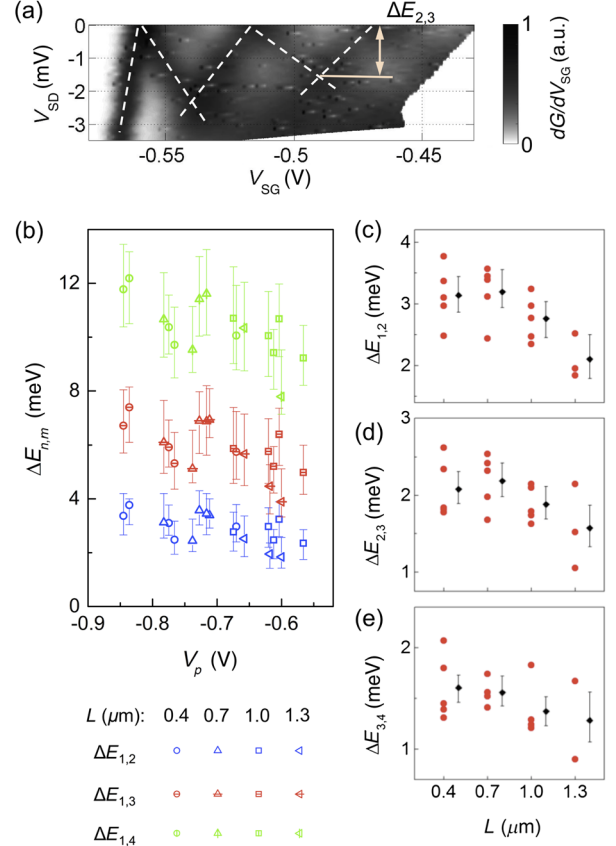 (a)
ΔE2,3
0
-1
-2
-3
VSD (mV)
-0.55
-0.5
-0.45
VSG (V)
1
0
dG/dVSG (a.u.)
(b)
12
8
4
0
ΔEn,m (meV)
-0.9
-0.8
-0.7
-0.6
Vp (V)
L (μm): 0.4 0.7 1.0 1.3
ΔE1,2
ΔE1,3
ΔE1,4
(c)
4
3
2
ΔE1,2 (meV)
(d)
3
2
1
ΔE2,3 (meV)
(e)
2
1
ΔE3,4 (meV)
0.4 0.7 1.0 1.3
L (μm)